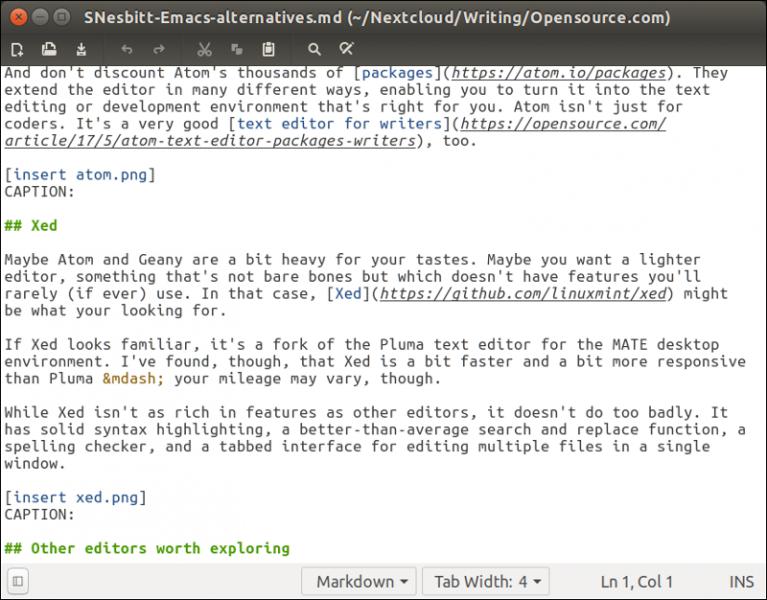 SNesbitt-Emacs-alternatives.md (~/Nextcloud/Writing/Opensource.com)
And don't discount Atom's thousands of [packages](https://atom.io/packages). They
extend the editor in many different ways, enabling you to turn it into the text
editing or development environment that's right for you. Atom isn't just for
coders. It's a very good [text editor for writers](https://opensource.com/
article/17/5/atom-text-editor-packages-writers), too.
[insert atom.png]
CAPTION:
## Xed
Maybe Atom and Geany are a bit heavy for your tastes. Maybe you want a lighter
editor, something that's not bare bones but which doesn't have features you'll
rarely (if ever) use. In that case, [Xed](https://github.com/linuxmint/xed) might
be what your looking for.
If Xed looks familiar, it's a fork of the Pluma text editor for the MATE desktop
environment. I've found, though, that Xed is a bit faster and a bit more responsive
than Pluma &mdash; your mileage may vary, though.
While Xed isn't as rich in features as other editors, it doesn't do too badly. It
has solid syntax highlighting, a better-than-average search and replace function, a
spelling checker, and a tabbed interface for editing multiple files in a single
window.
[insert xed.png]
CAPTION:
## Other editors worth exploring
Markdown Tab Width: 4 Ln 1, Col 1 INS